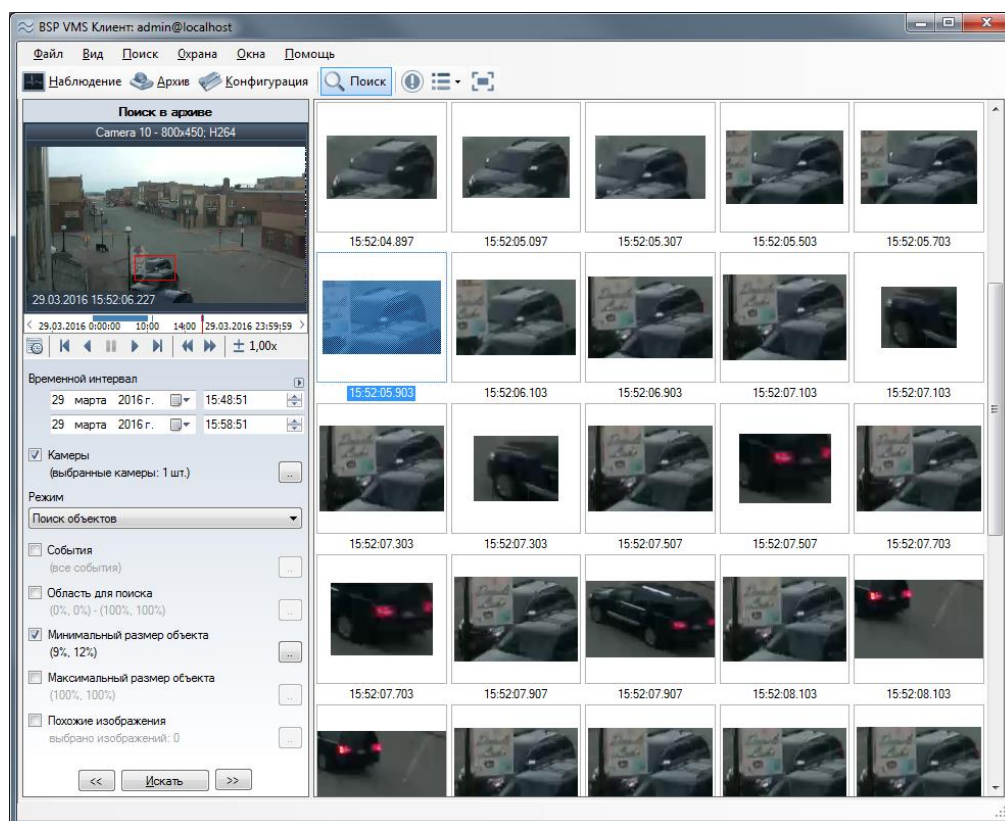 BSP VMS Клиент: admin@localhost
Файл Вид Поиск Охрана Окна Помощь
Наблюдение Архив Конфигурация Поиск
Поиск в архиве
Camera 10 - 800x450; H264
29.03.2016 15:52:06.227
29.03.2016 0:00:00 10:00 14:00 29.03.2016 23:59:59
1,00x
Временной интервал
29 марта 2016 г. 15:48:51
29 марта 2016 г. 15:58:51
Камеры
(выбранные камеры: 1 шт.)
..
Режим
Поиск объектов
События
(все события)
..
Область для поиска
(0%, 0%) - (100%, 100%)
..
Минимальный размер объекта
(9%, 12%)
..
Максимальный размер объекта
(100%, 100%)
..
Похожие изображения
выбрано изображений: 0
..
<< Искать >>
15:52:04.897 15:52:05.097 15:52:05.307 15:52:05.503 15:52:05.703
15:52:05.903 15:52:06.103 15:52:06.903 15:52:07.103 15:52:07.103
15:52:07.303 15:52:07.303 15:52:07.507 15:52:07.507 15:52:07.703
15:52:07.703 15:52:07.907 15:52:07.907 15:52:08.103 15:52:08.103